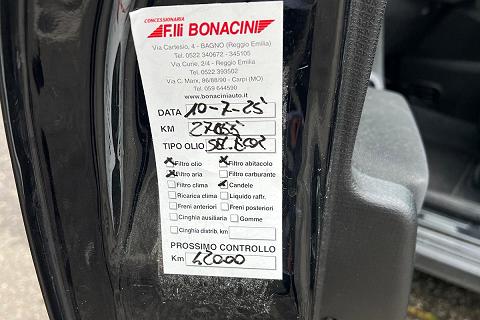 CONCESSIONARIA
F.lli BONACINI
Via Cartesio, 4 - BAGNO (Reggio Emilia)
Tel. 0522 340672 - 345105
Via Curie, 2/4 - Reggio Emilia
Tel. 0522 393502
Via C. Marx, 86/88/90 - Carpi (MO)
Tel. 059 644590
www.bonaciniauto.it
DATA 10-7-25
KM 27055
TIPO OLIO
Filtro olio Filtro abitacolo
Filtro aria Filtro carburante
Filtro clima Candele
Ricarica clima Liquido raffr.
Freni anteriori Freni posteriori
Cinghia ausiliaria Gomme
Cinghia distrib. km
PROSSIMO CONTROLLO
Km 42000